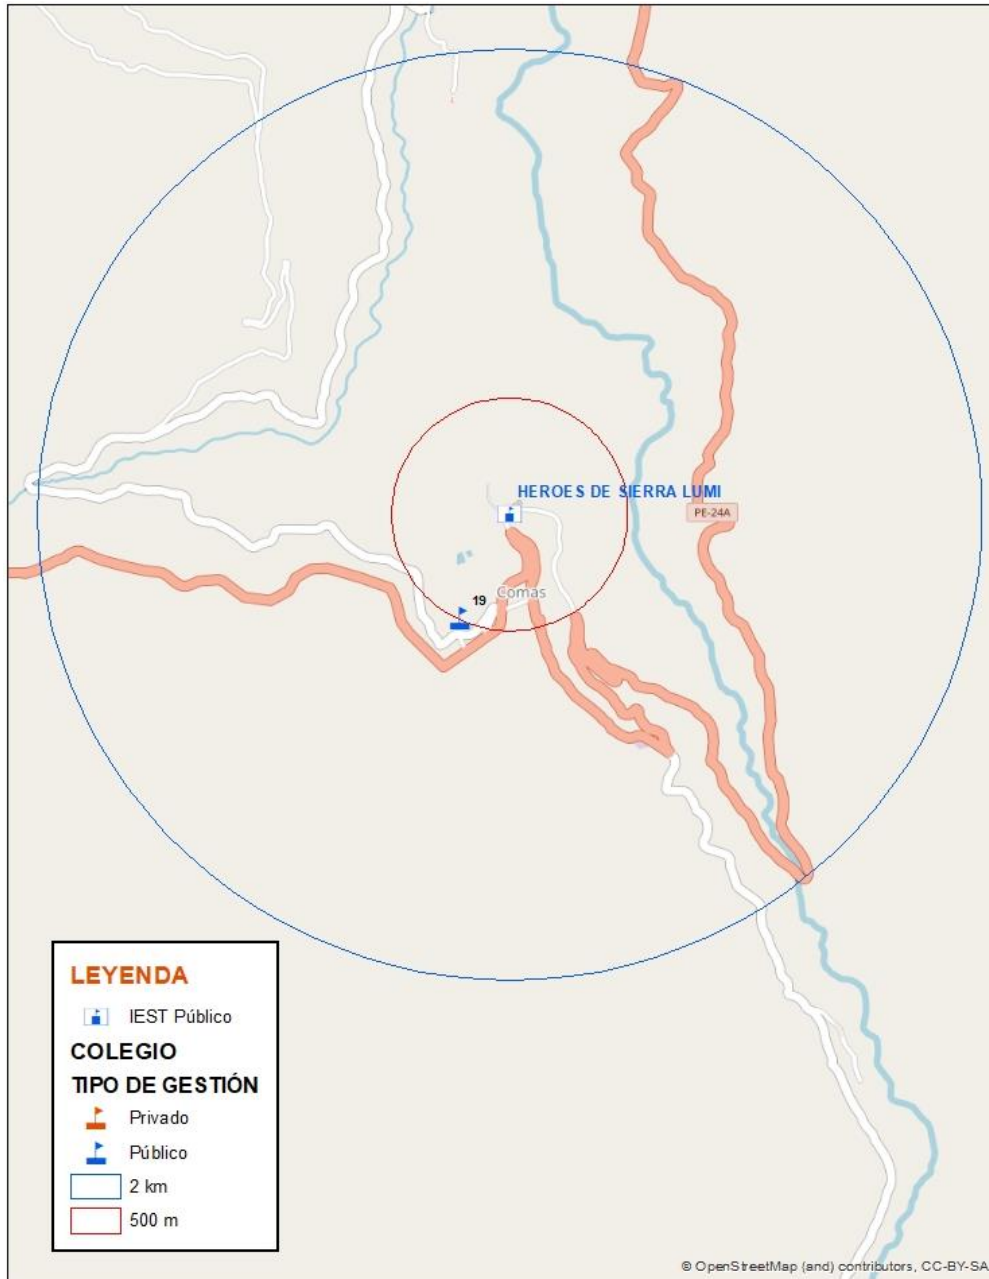 HEROES DE SIERRA LUMI
PE-24A
19
Comas
LEYENDA
IEST Público
COLEGIO
TIPO DE GESTIÓN
Privado
Público
2 km
500 m
© OpenStreetMap (and) contributors, CC-BY-SA